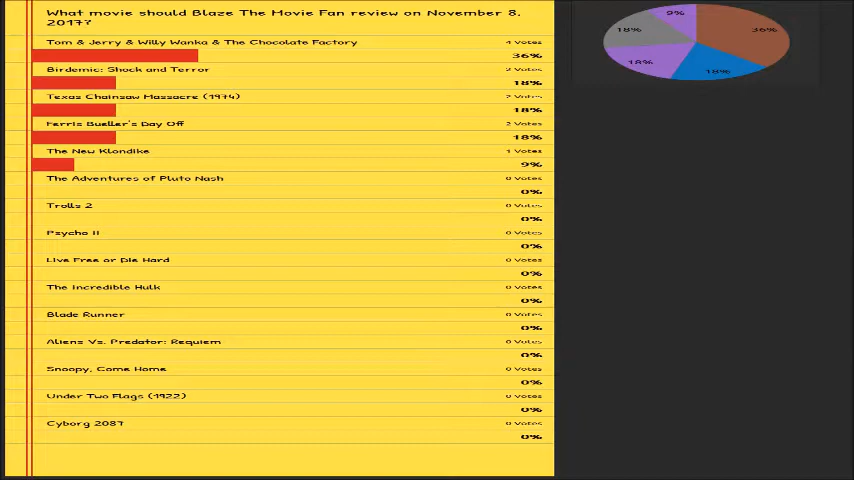 What movie should Blaze The Movie Fan review on November 8,
2017?
Tom & Jerry & Willy Wanka & The Chocolate Factory 4 Votes
36%
Birdemic: Shock and Terror 2 Votes
18%
Texas Chainsaw Massacre (1974) 2 Votes
18%
Ferris Bueller's Day Off 2 Votes
18%
The New Klondike 1 Votes
9%
The Adventures of Pluto Nash 0 Votes
0%
Trolls 2 0 Votes
0%
Psycho II 0 Votes
0%
Live Free or Die Hard 0 Votes
0%
The Incredible Hulk 0 Votes
0%
Blade Runner 0 Votes
0%
Aliens Vs. Predator: Requiem 0 Votes
0%
Snoopy, Come Home 0 Votes
0%
Under Two Flags (1922) 0 Votes
0%
Cyborg 2087 0 Votes
0%
9%
18% 36%
18% 18%